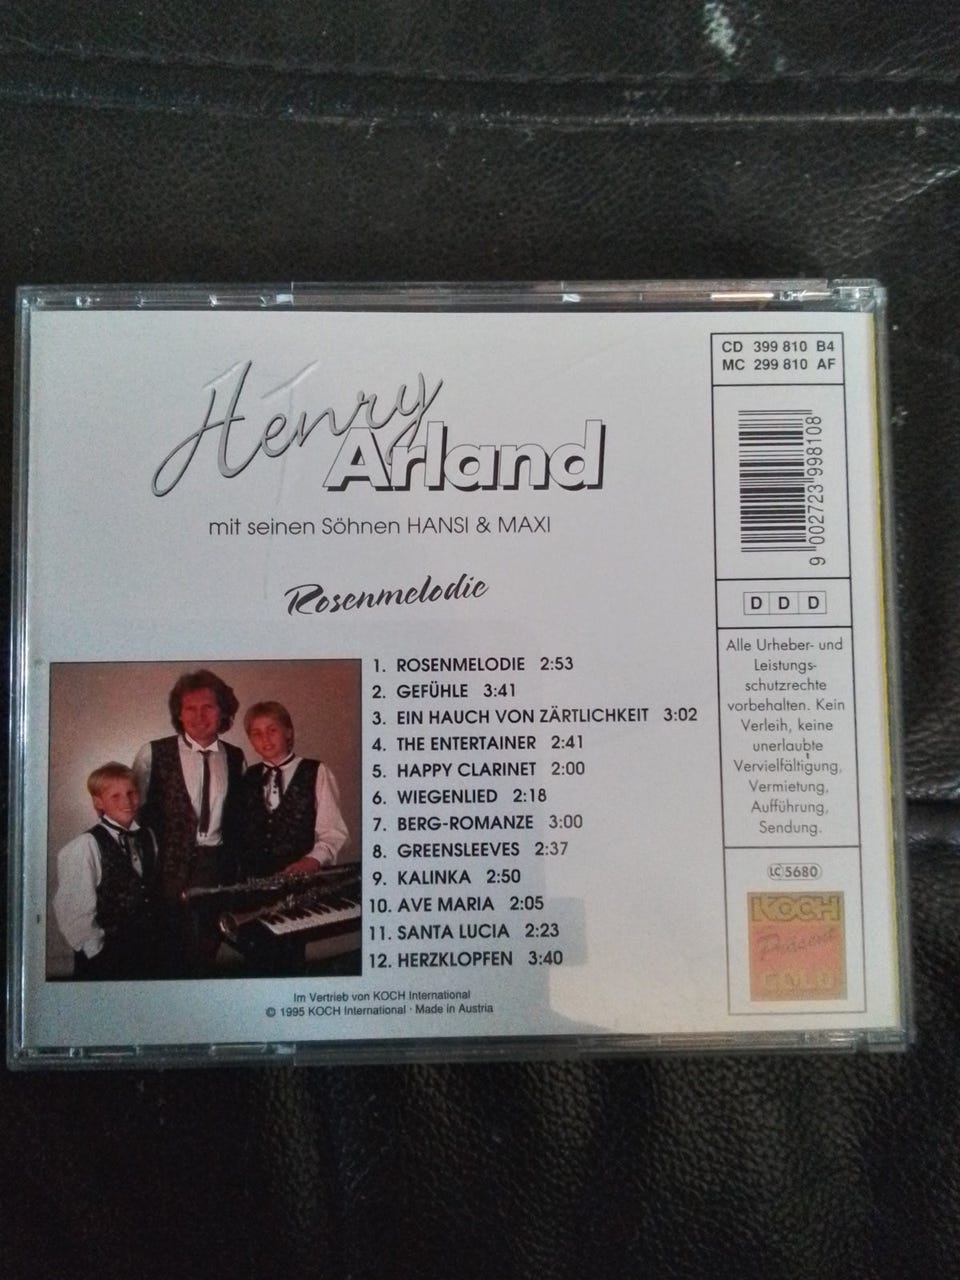 Henry
Arland
mit seinen Söhnen HANSI & MAXI
Rosenmelodie
1. ROSENMELODIE 2:53
2. GEFÜHLE 3:41
3. EIN HAUCH VON ZÄRTLICHKEIT 3:02
4. THE ENTERTAINER 2:41
5. HAPPY CLARINET 2:00
6. WIEGENLIED 2:18
7. BERG-ROMANZE 3:00
8. GREENSLEEVES 2:37
9. KALINKA 2:50
10. AVE MARIA 2:05
11. SANTA LUCIA 2:23
12. HERZKLOPFEN 3:40
Im Vertrieb von KOCH International
© 1995 KOCH International · Made in Austria
CD 399 810 B4
MC 299 810 AF
9 002723 998108
D D D
Alle Urheber- und
Leistungs-
schutzrechte
vorbehalten. Kein
Verleih, keine
unerlaubte
Vervielfältigung,
Vermietung,
Aufführung,
Sendung.
LC 5680
KOCH
Präsent
GOLD